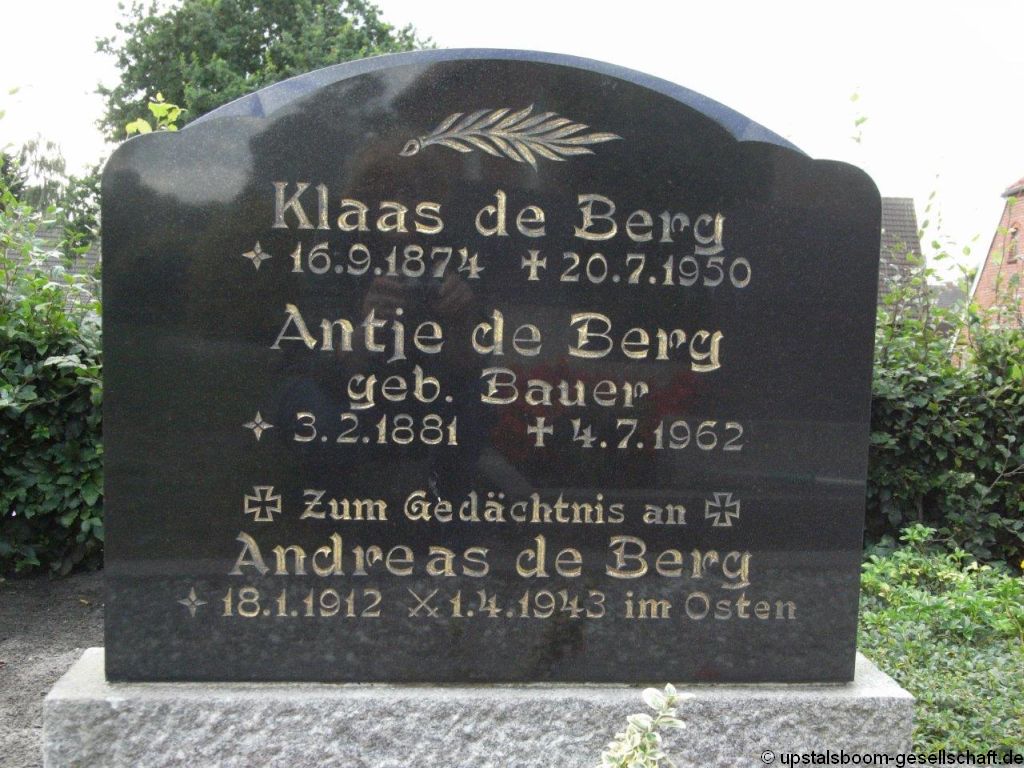 Klaas de Berg
16.9.1874 20.7.1950
Antje de Berg
geb. Bauer
3.2.1881 4.7.1962
Zum Gedächtnis an
Andreas de Berg
18.1.1912 1.4.1943 im Osten
© upstalsboom-gesellschaft.de